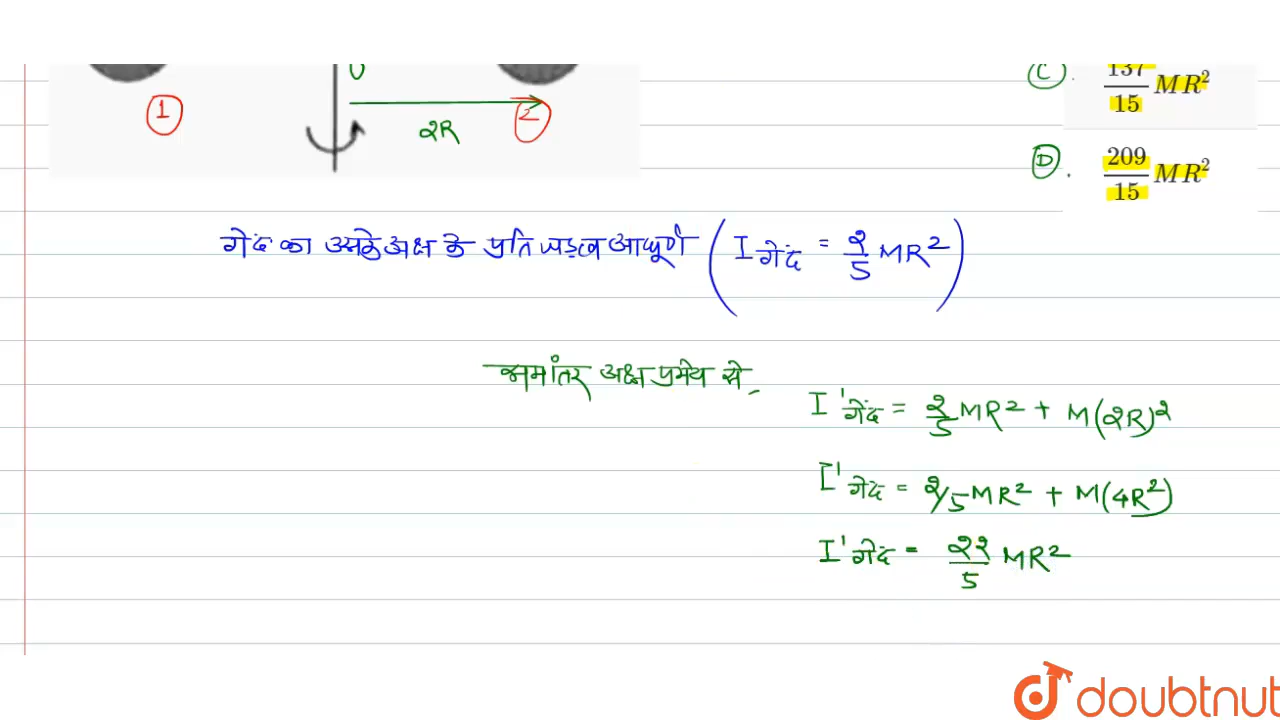 C. 137/15 MR²
0
1
2
2R
D. 209/15 MR²
गेंद का उसके अक्ष के प्रति जड़त्व आघूर्ण ( I गेंद = 2/5 MR² )
समांतर अक्ष प्रमेय से,
I' गेंद = 2/5 MR² + M(2R)²
I' गेंद = 2/5 MR² + M(4R²)
I' गेंद = 22/5 MR²
doubtnut